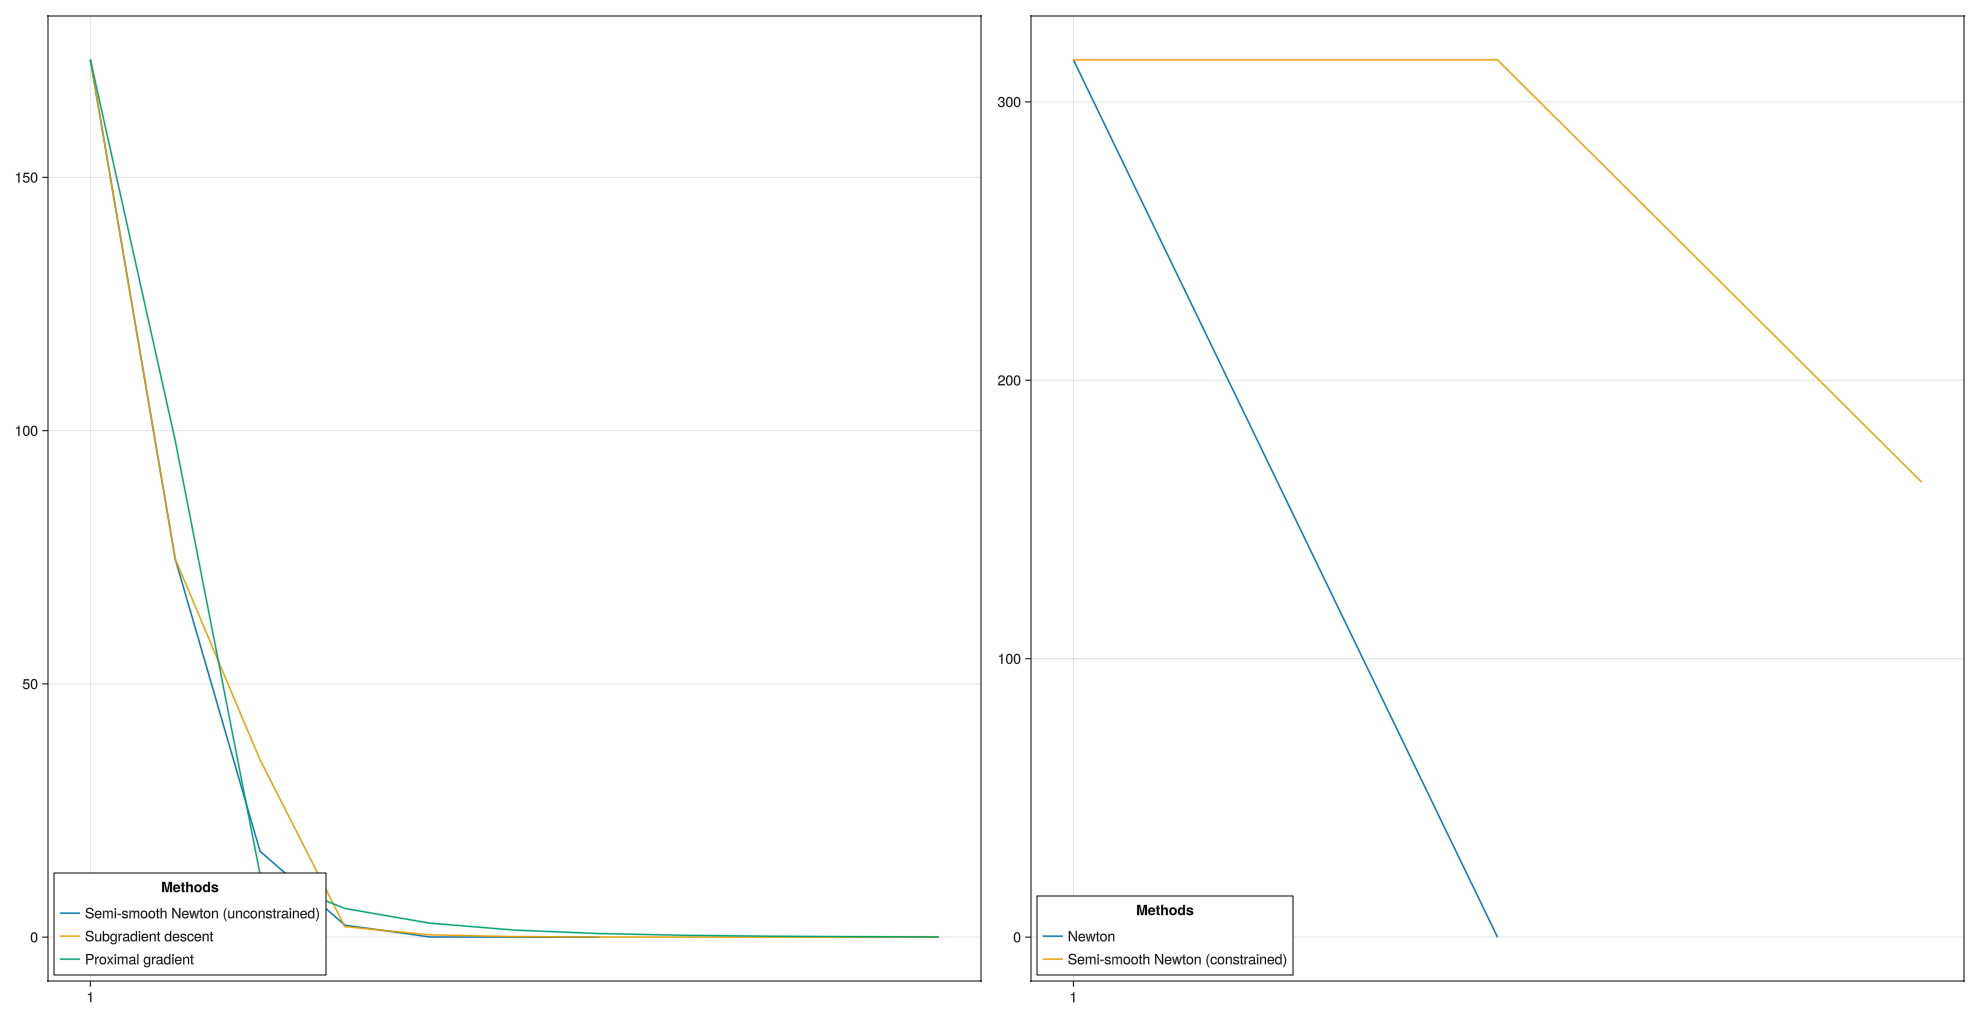 150
100
50
0
Methods
Semi-smooth Newton (unconstrained)
Subgradient descent
Proximal gradient
1
300
200
100
0
Methods
Newton
Semi-smooth Newton (constrained)
1